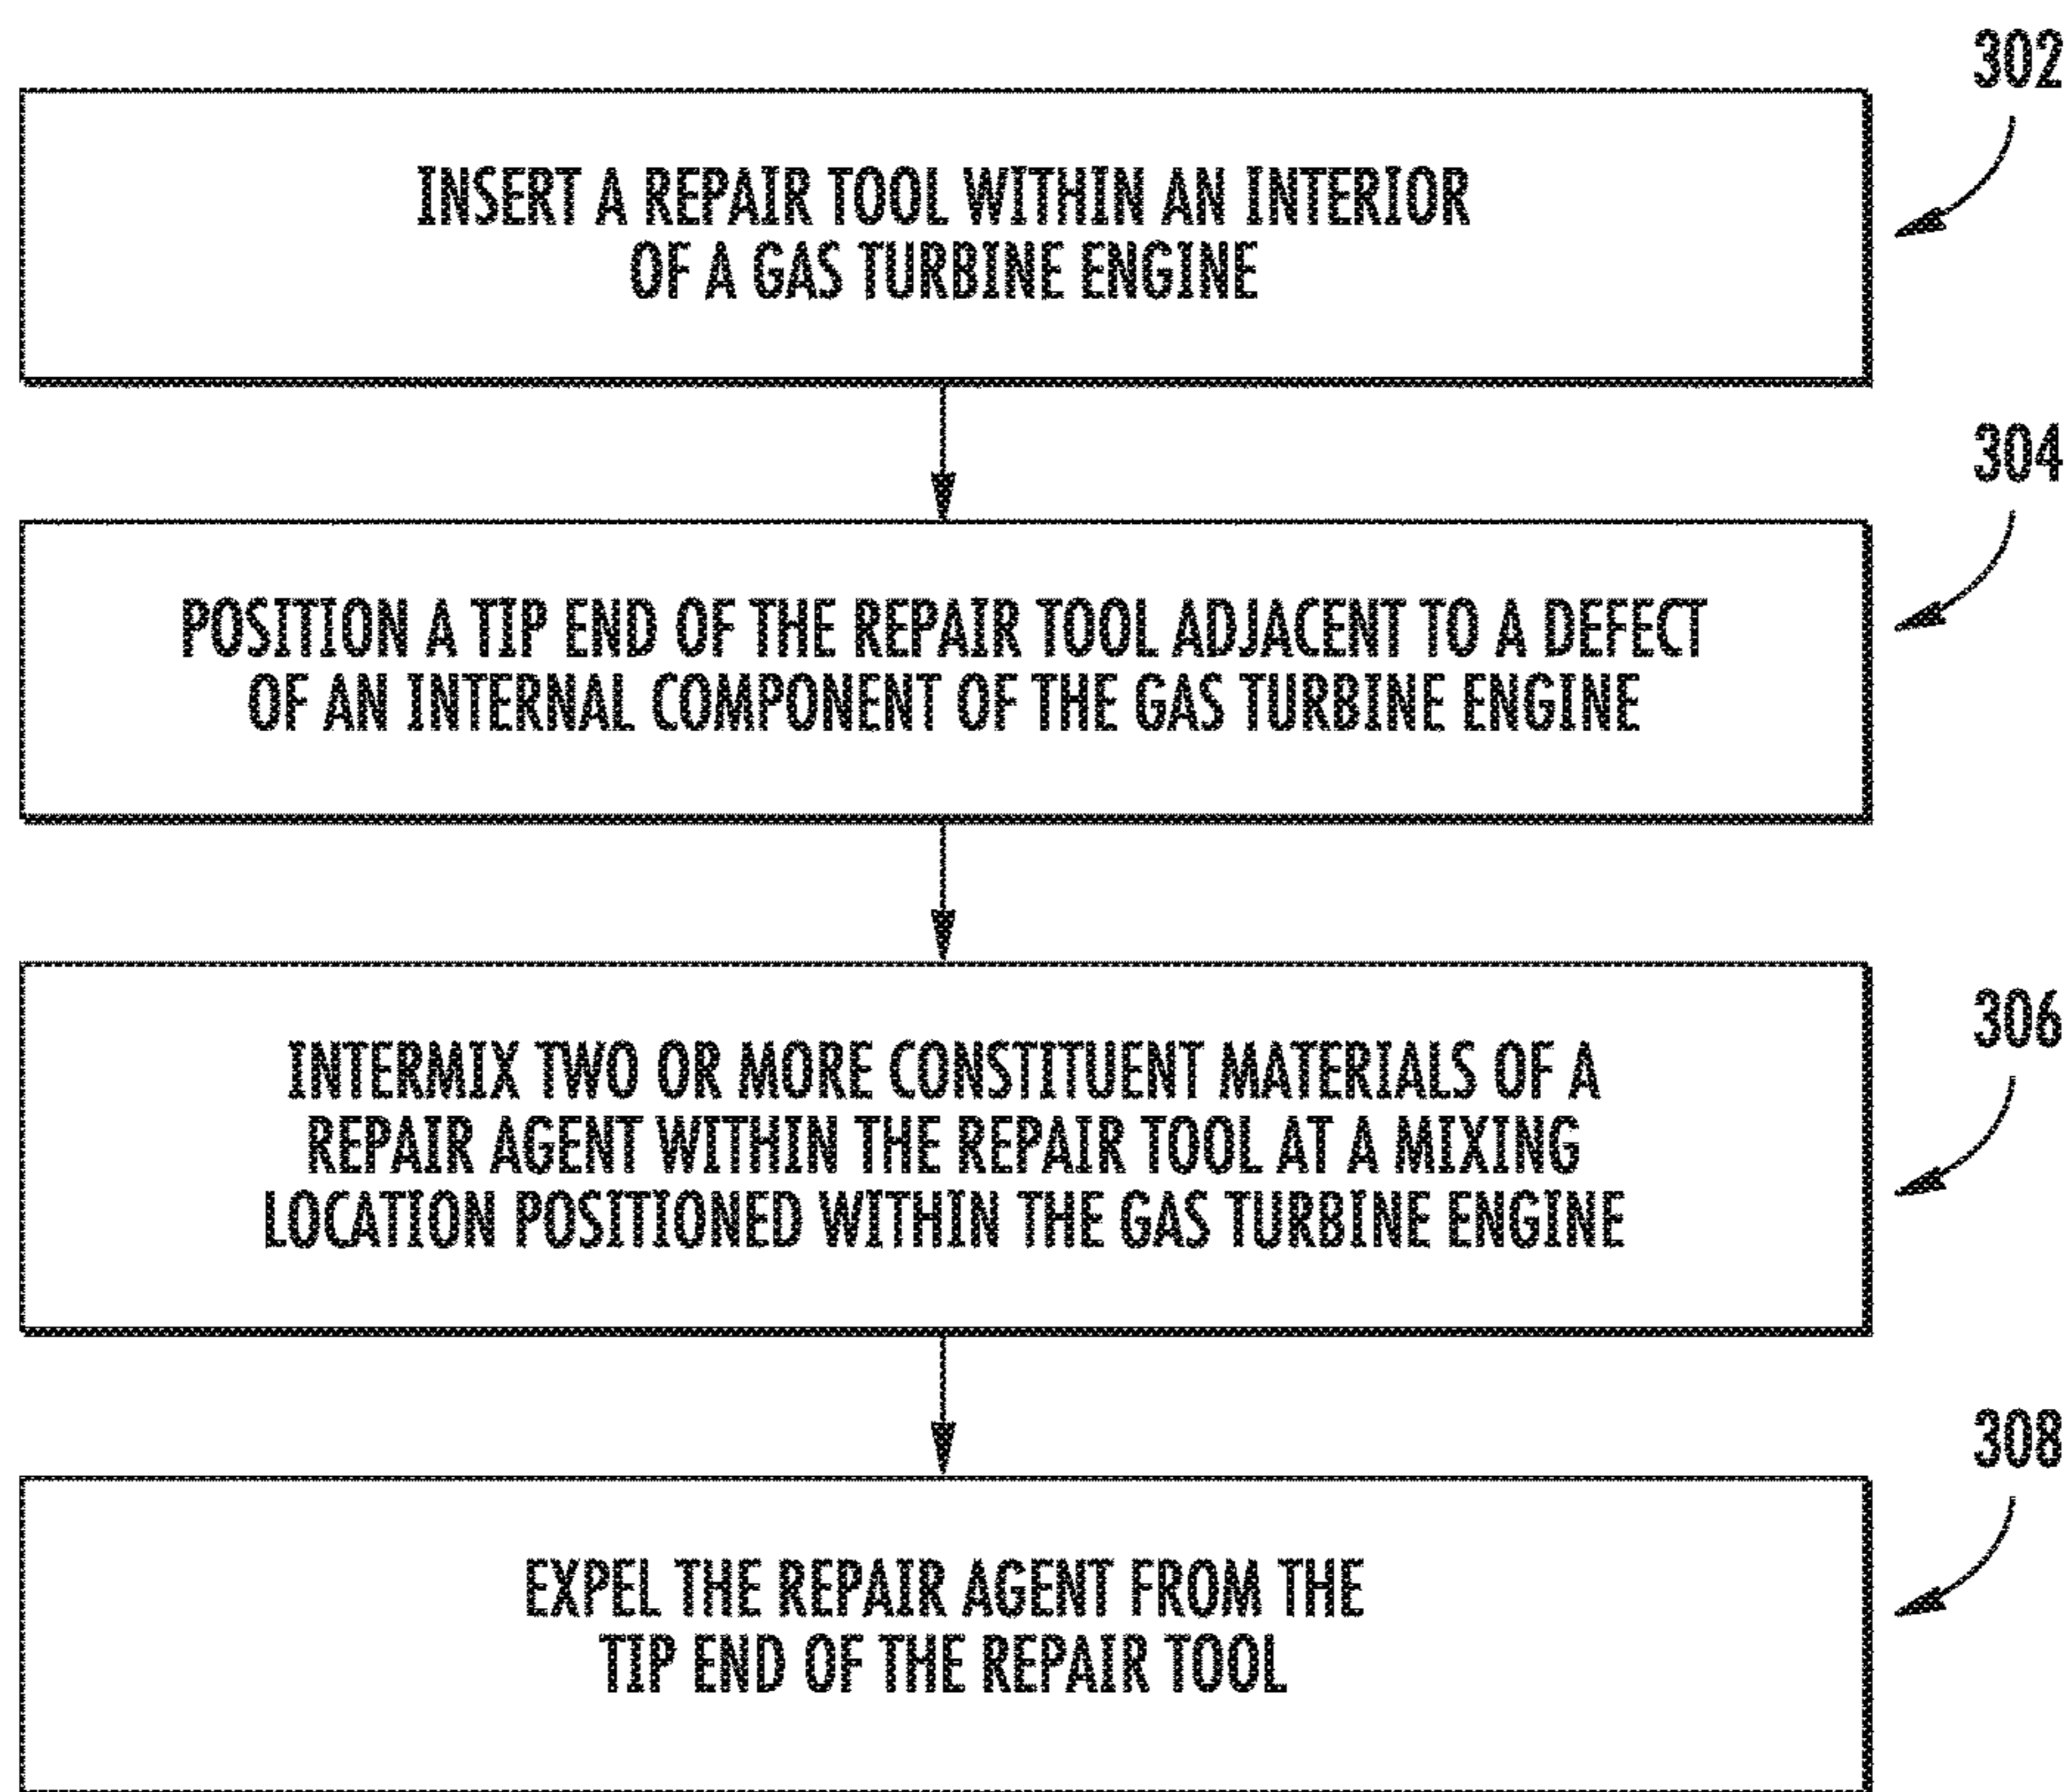 302
INSERT A REPAIR TOOL WITHIN AN INTERIOR
OF A GAS TURBINE ENGINE
304
POSITION A TIP END OF THE REPAIR TOOL ADJACENT TO A DEFECT
OF AN INTERNAL COMPONENT OF THE GAS TURBINE ENGINE
306
INTERMIX TWO OR MORE CONSTITUENT MATERIALS OF A
REPAIR AGENT WITHIN THE REPAIR TOOL AT A MIXING
LOCATION POSITIONED WITHIN THE GAS TURBINE ENGINE
308
EXPEL THE REPAIR AGENT FROM THE
TIP END OF THE REPAIR TOOL